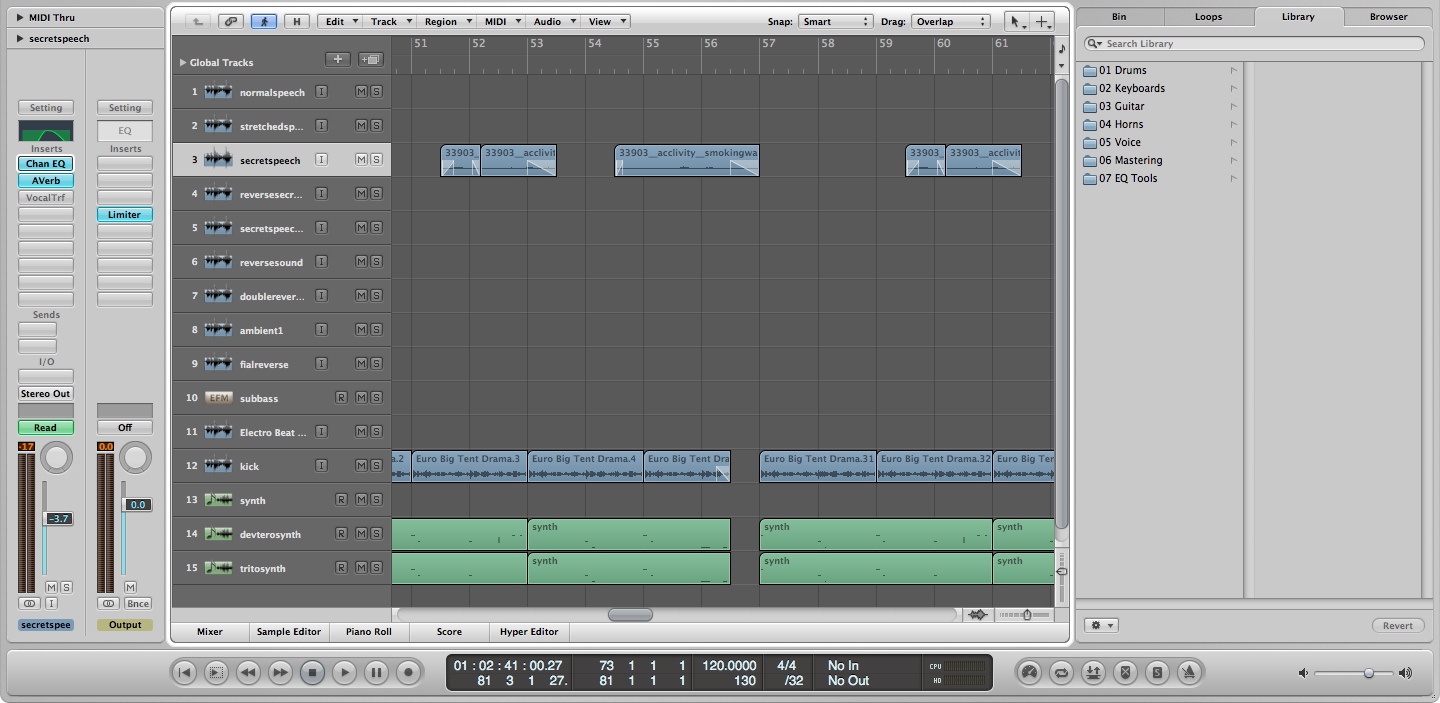 MIDI Thru
secretspeech
Setting
Setting
EQ
Inserts
Inserts
Chan EQ
AVerb
VocalTrf
Limiter
Sends
I/O
Stereo Out
Read
Off
-17
0.0
0.0
-3.7
M S
M
I
Bnce
secretspee
Output
H
Edit
Track
Region
MIDI
Audio
View
Snap:
Smart
Drag:
Overlap
51 52 53 54 55 56 57 58 59 60 61
Global Tracks
1 normalspeech I M S
2 stretchedsp... I M S
3 secretspeech I M S
33903_
33903__acclivit
33903__acclivity__smokingwa
33903_
33903__acclivit
4 reversesecr... I M S
5 secretspeec... I M S
6 reversesound I M S
7 doublerever... I M S
8 ambient1 I M S
9 fialreverse I M S
10 EFM subbass R M S
11 Electro Beat ... I M S
12 kick I M S
a.2
Euro Big Tent Drama.3
Euro Big Tent Drama.4
Euro Big Tent Dra
Euro Big Tent Drama.31
Euro Big Tent Drama.32
Euro Big Ter
13 synth R M S
14 devterosynth R M S
synth
synth
synth
15 tritosynth R M S
synth
synth
synth
Mixer
Sample Editor
Piano Roll
Score
Hyper Editor
Bin
Loops
Library
Browser
Search Library
01 Drums
02 Keyboards
03 Guitar
04 Horns
05 Voice
06 Mastering
07 EQ Tools
Revert
01 : 02 : 41 : 00.27
81 3 1 27.
73 1 1 1
81 1 1 1
120.0000
130
4/4
/32
No In
No Out
CPU
HD
S